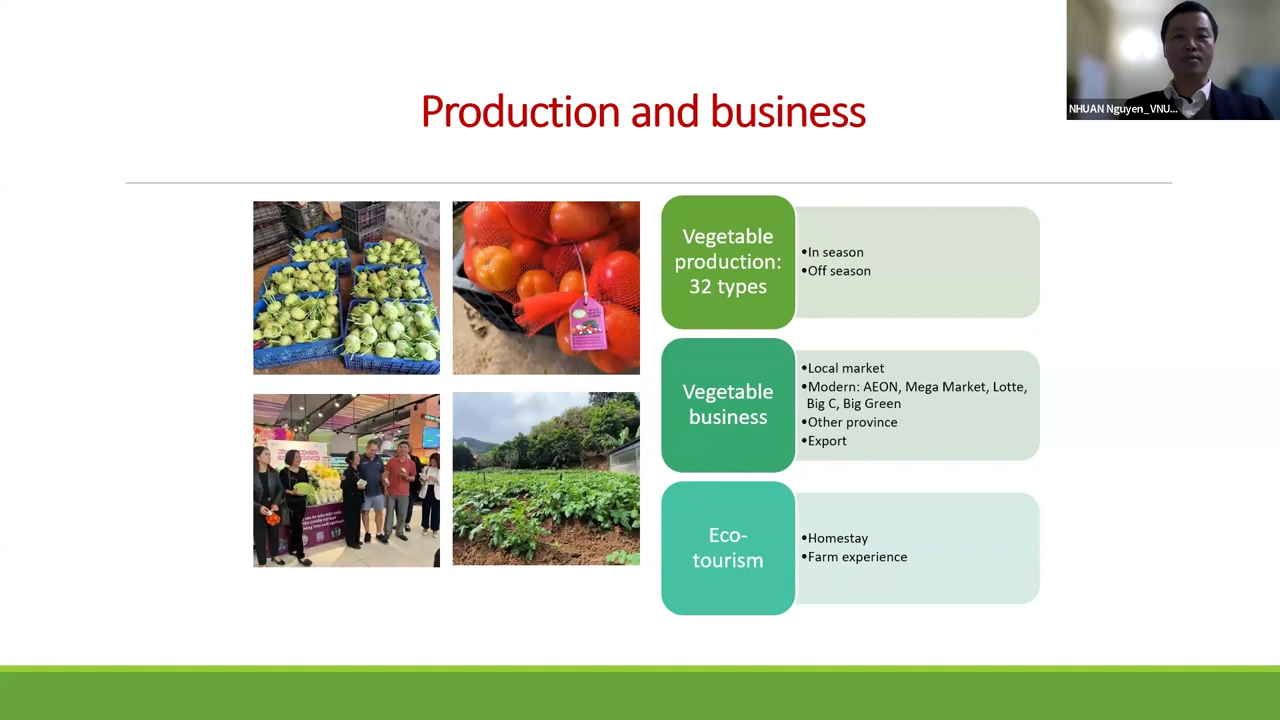 NHUAN Nguyen_VNU...
Production and business
Vegetable
production:
32 types
•In season
•Off season
Vegetable
business
•Local market
•Modern: AEON, Mega Market, Lotte,
Big C, Big Green
•Other province
•Export
Eco-
tourism
•Homestay
•Farm experience